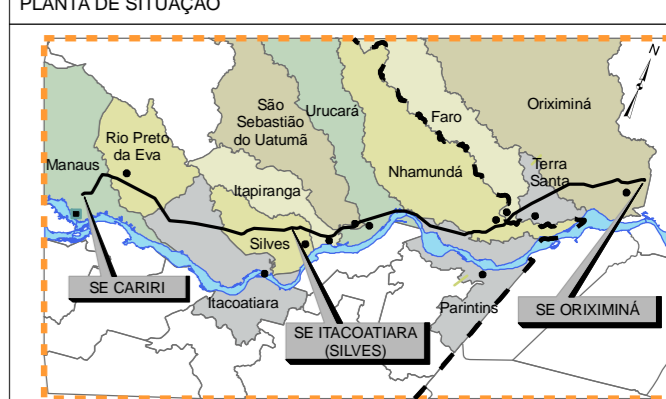 PLANTA DE SITUAÇÃO
N
São
Sebastião
do Uatumã
Urucará
Oriximiná
Faro
Rio Preto
da Eva
Manaus
Nhamundá
Terra
Santa
Itapiranga
Silves
SE CARIRI
Itacoatiara
SE ITACOATIARA
(SILVES)
Parintins
SE ORIXIMINÁ